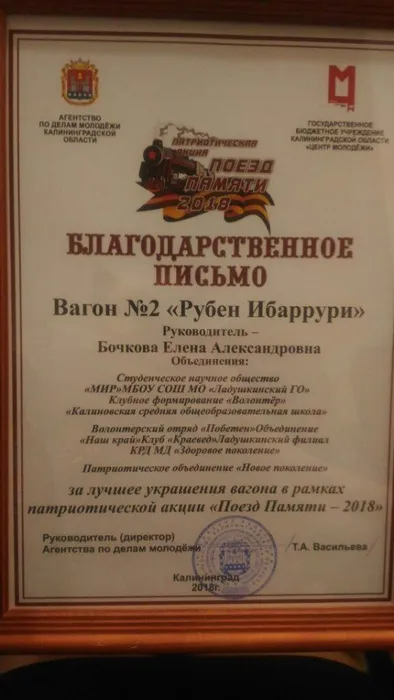 АГЕНТСТВО
ПО ДЕЛАМ МОЛОДЁЖИ
КАЛИНИНГРАДСКОЙ
ОБЛАСТИ
ГОСУДАРСТВЕННОЕ
БЮДЖЕТНОЕ УЧРЕЖДЕНИЕ
КАЛИНИНГРАДСКОЙ ОБЛАСТИ
«ЦЕНТР МОЛОДЁЖИ»
ПАТРИОТИЧЕСКАЯ
АКЦИЯ
ПОЕЗД
ПАМЯТИ
2018
БЛАГОДАРСТВЕННОЕ
ПИСЬМО
Вагон №2 «Рубен Ибаррури»
Руководитель –
Бочкова Елена Александровна
Объединения:
Студенческое научное общество
«МИР»МБОУ СОШ МО «Ладушкинский ГО»
Клубное формирование «Волонтёр»
«Калиновская средняя общеобразовательная школа»
Волонтерский отряд «Побетен»Объединение
«Наш край»Клуб «Краевед»Ладушкинский филиал
КРД МД «Здоровое поколение»
Патриотическое объединение «Новое поколение»
за лучшее украшения вагона в рамках
патриотической акции «Поезд Памяти – 2018»
Руководитель (директор)
Агентства по делам молодёжи
/Т.А. Васильева/
Калининград
2018г.